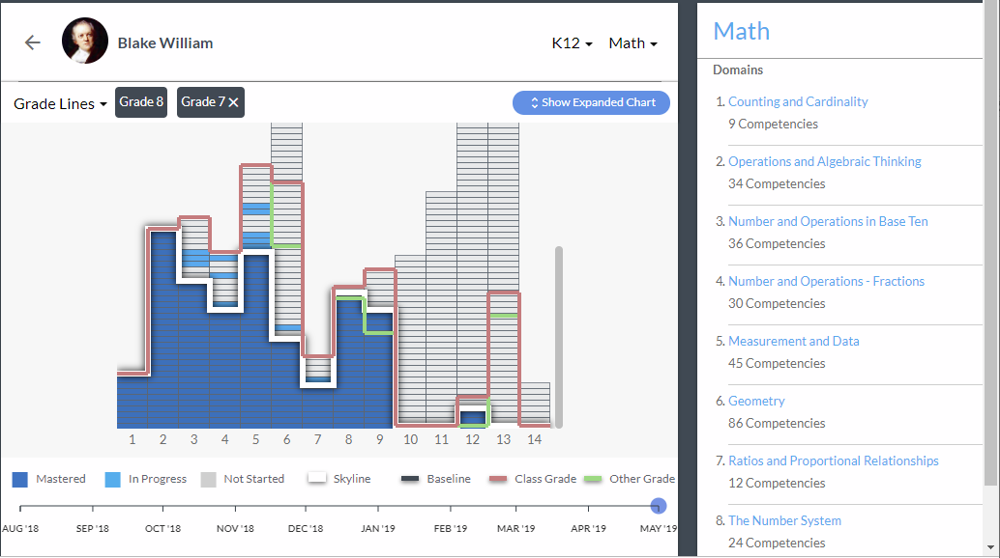 Blake William
K12
Math
Grade Lines
Grade 8
Grade 7 ✕
Show Expanded Chart
1 2 3 4 5 6 7 8 9 10 11 12 13 14
Mastered
In Progress
Not Started
Skyline
Baseline
Class Grade
Other Grade
AUG '18 SEP '18 OCT '18 NOV '18 DEC '18 JAN '19 FEB '19 MAR '19 APR '19 MAY '19
Math
Domains
1. Counting and Cardinality
9 Competencies
2. Operations and Algebraic Thinking
34 Competencies
3. Number and Operations in Base Ten
36 Competencies
4. Number and Operations - Fractions
30 Competencies
5. Measurement and Data
45 Competencies
6. Geometry
86 Competencies
7. Ratios and Proportional Relationships
12 Competencies
8. The Number System
24 Competencies